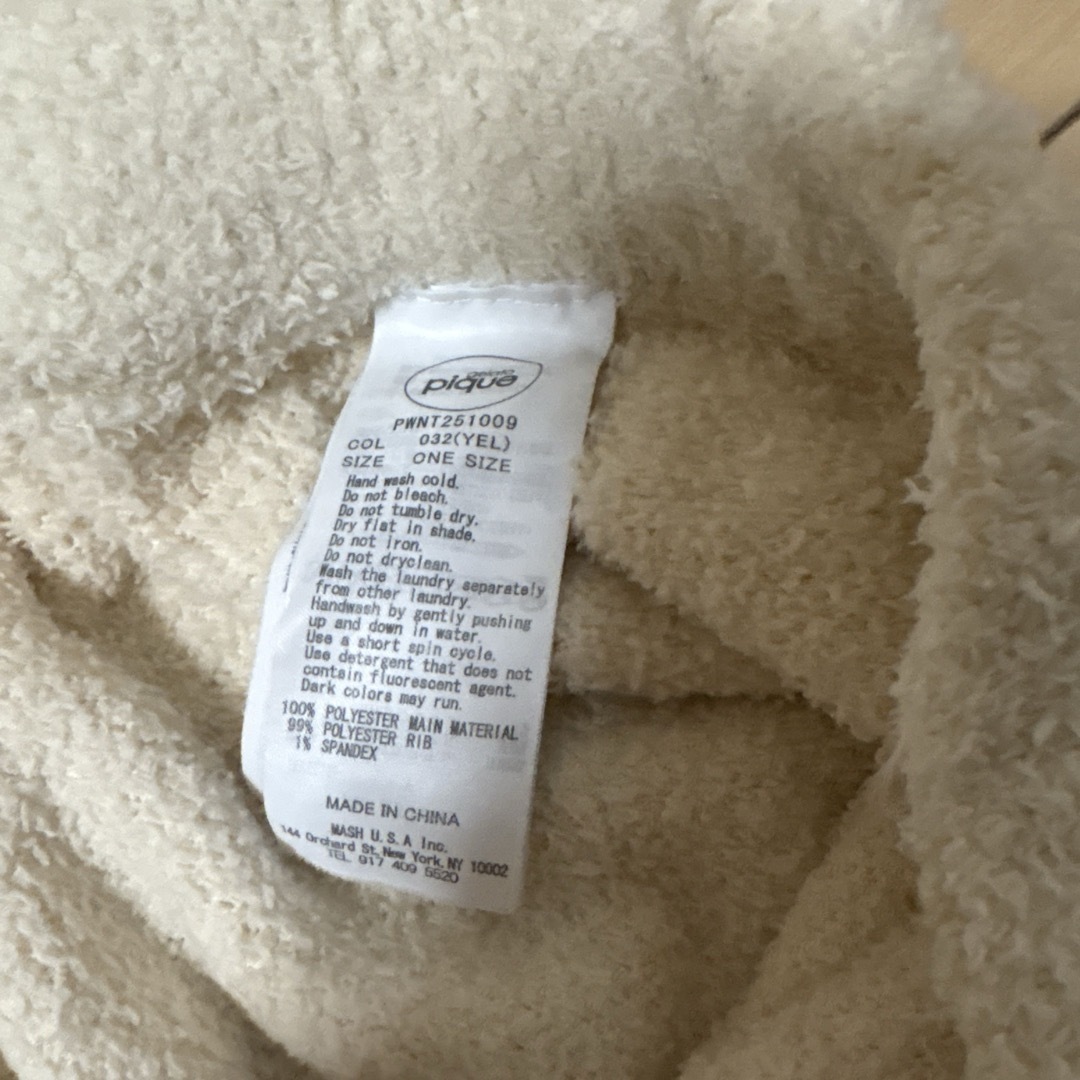 gelato
pique
PWNT251009
COL 032(YEL)
SIZE ONE SIZE
Hand wash cold.
Do not bleach.
Do not tumble dry.
Dry flat in shade.
Do not iron.
Do not dryclean.
Wash the laundry separately
from other laundry.
Handwash by gently pushing
up and down in water.
Use a short spin cycle.
Use detergent that does not
contain fluorescent agent.
Dark colors may run.
100% POLYESTER MAIN MATERIAL
99% POLYESTER RIB
1% SPANDEX
MADE IN CHINA
MASH U.S.A Inc.
144 Orchard St, New York, NY 10002
TEL 917 409 5520